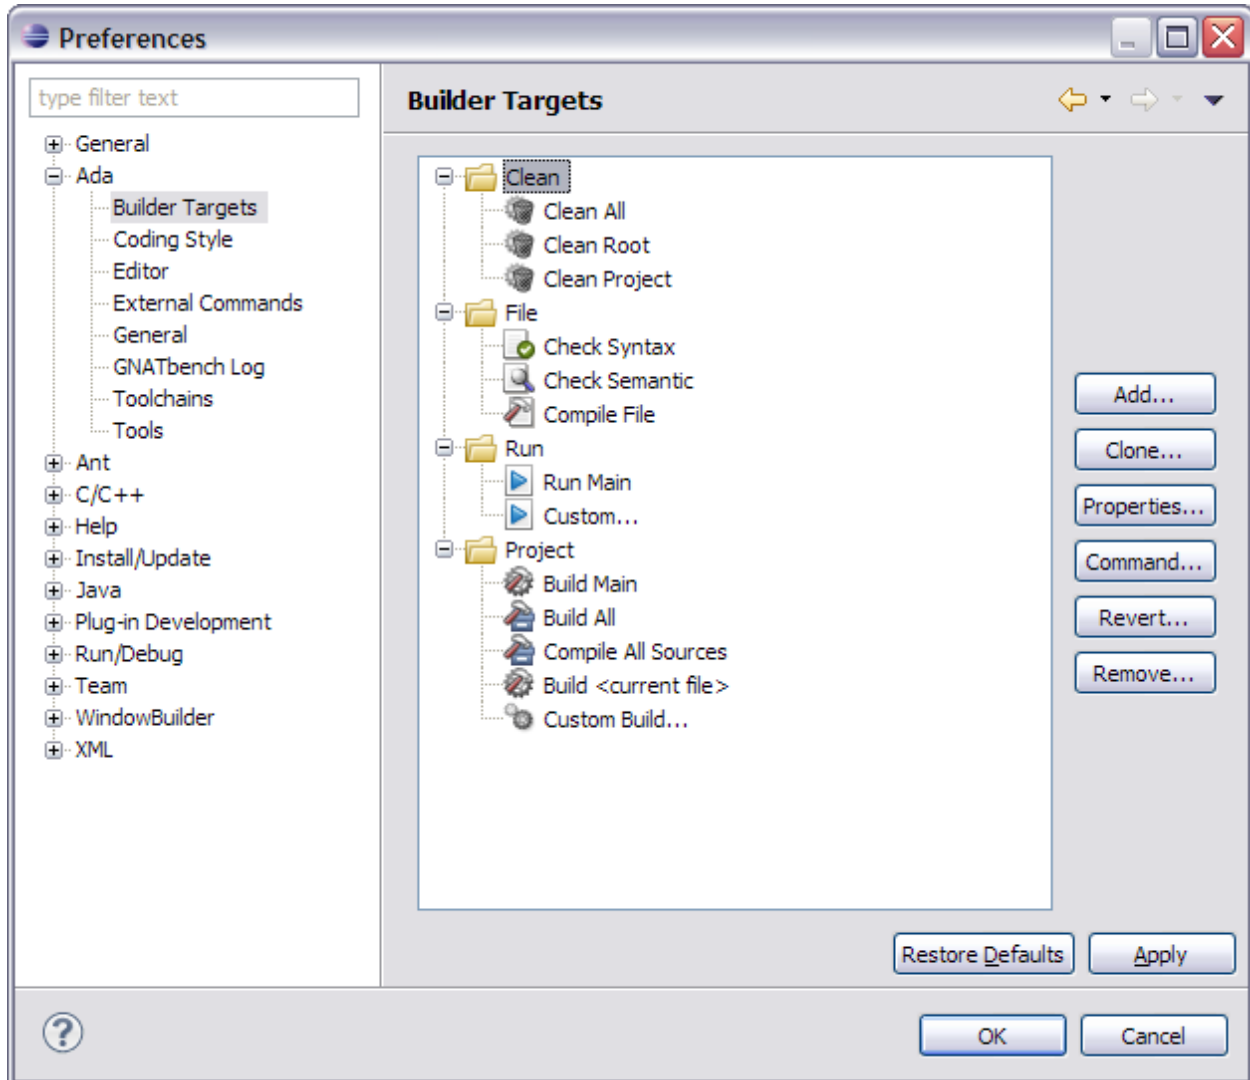 Preferences
type filter text
General
Ada
Builder Targets
Coding Style
Editor
External Commands
General
GNATbench Log
Toolchains
Tools
Ant
C/C++
Help
Install/Update
Java
Plug-in Development
Run/Debug
Team
WindowBuilder
XML
Builder Targets
Clean
Clean All
Clean Root
Clean Project
File
Check Syntax
Check Semantic
Compile File
Run
Run Main
Custom...
Project
Build Main
Build All
Compile All Sources
Build <current file>
Custom Build...
Add...
Clone...
Properties...
Command...
Revert...
Remove...
Restore Defaults
Apply
?
OK
Cancel